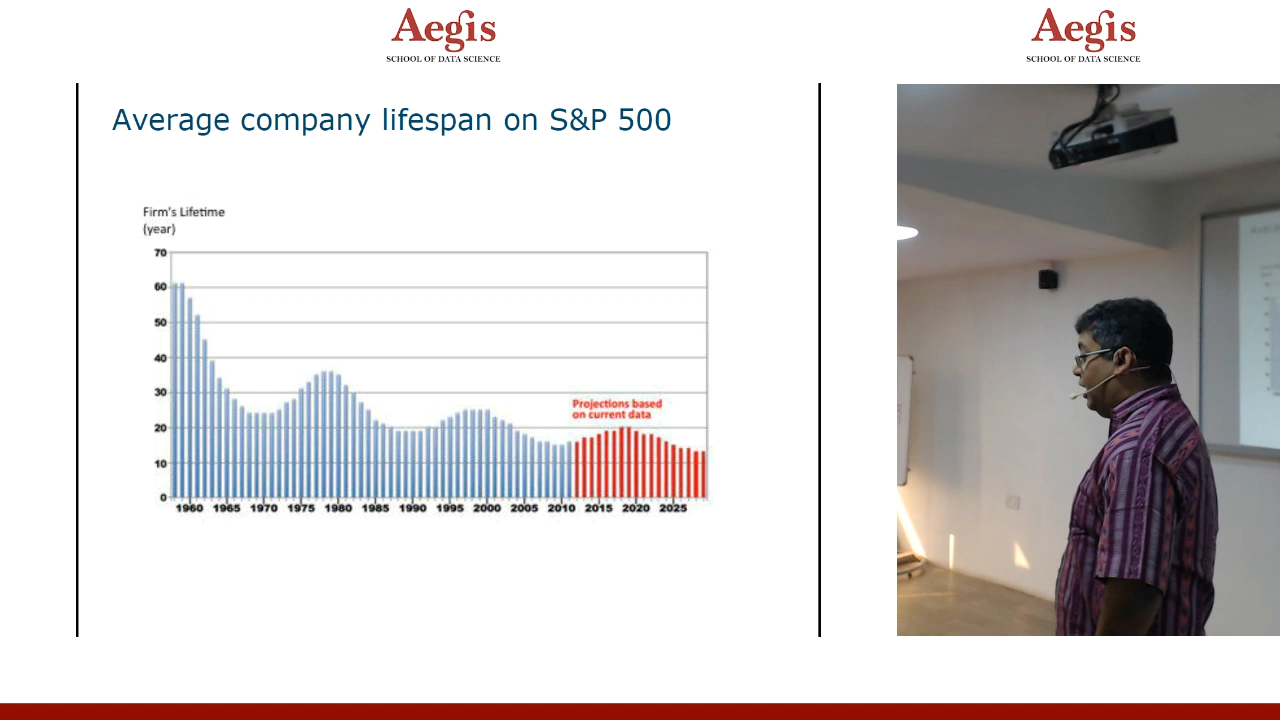 Aegis
SCHOOL OF DATA SCIENCE
Aegis
SCHOOL OF DATA SCIENCE
Average company lifespan on S&P 500
Firm's Lifetime
(year)
70
60
50
40
30
20
10
0
Projections based
on current data
1960 1965 1970 1975 1980 1985 1990 1995 2000 2005 2010 2015 2020 2025